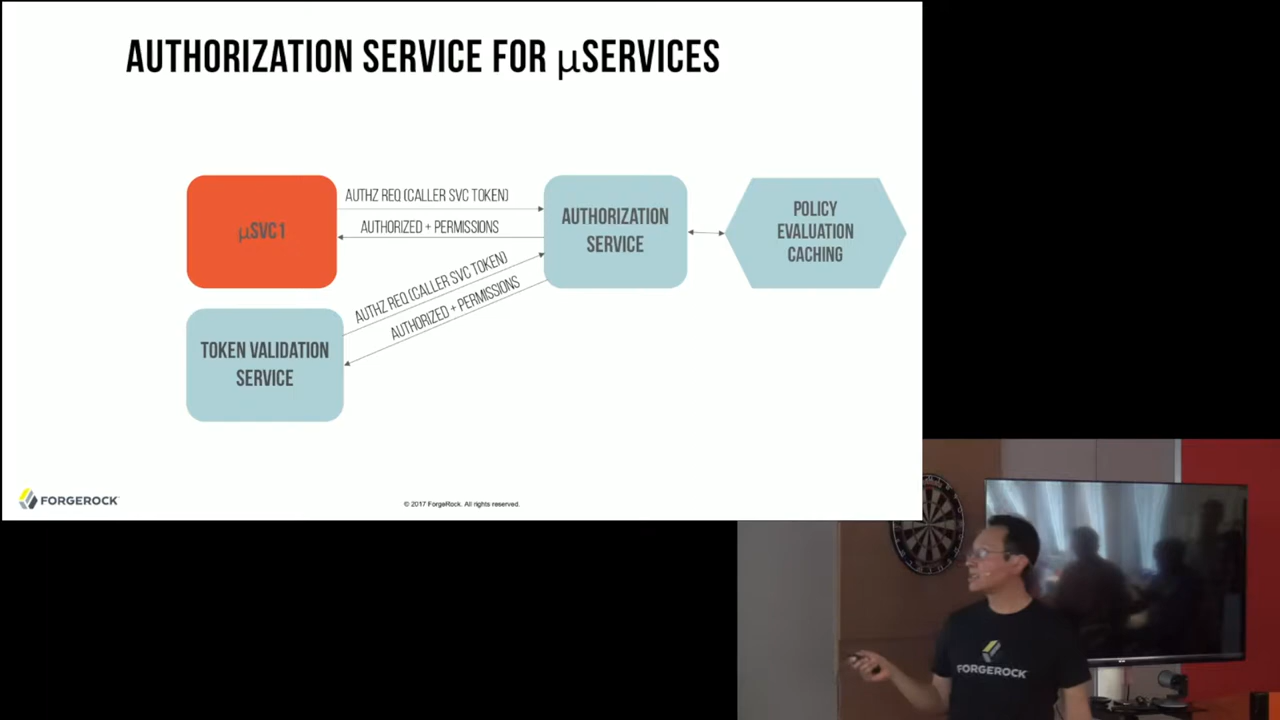 AUTHORIZATION SERVICE FOR μSERVICES
μSVC1
AUTHZ REQ (CALLER SVC TOKEN)
AUTHORIZED + PERMISSIONS
AUTHORIZATION
SERVICE
POLICY
EVALUATION
CACHING
AUTHZ REQ (CALLER SVC TOKEN)
AUTHORIZED + PERMISSIONS
TOKEN VALIDATION
SERVICE
FORGEROCK
© 2017 ForgeRock. All rights reserved.
FORGEROCK